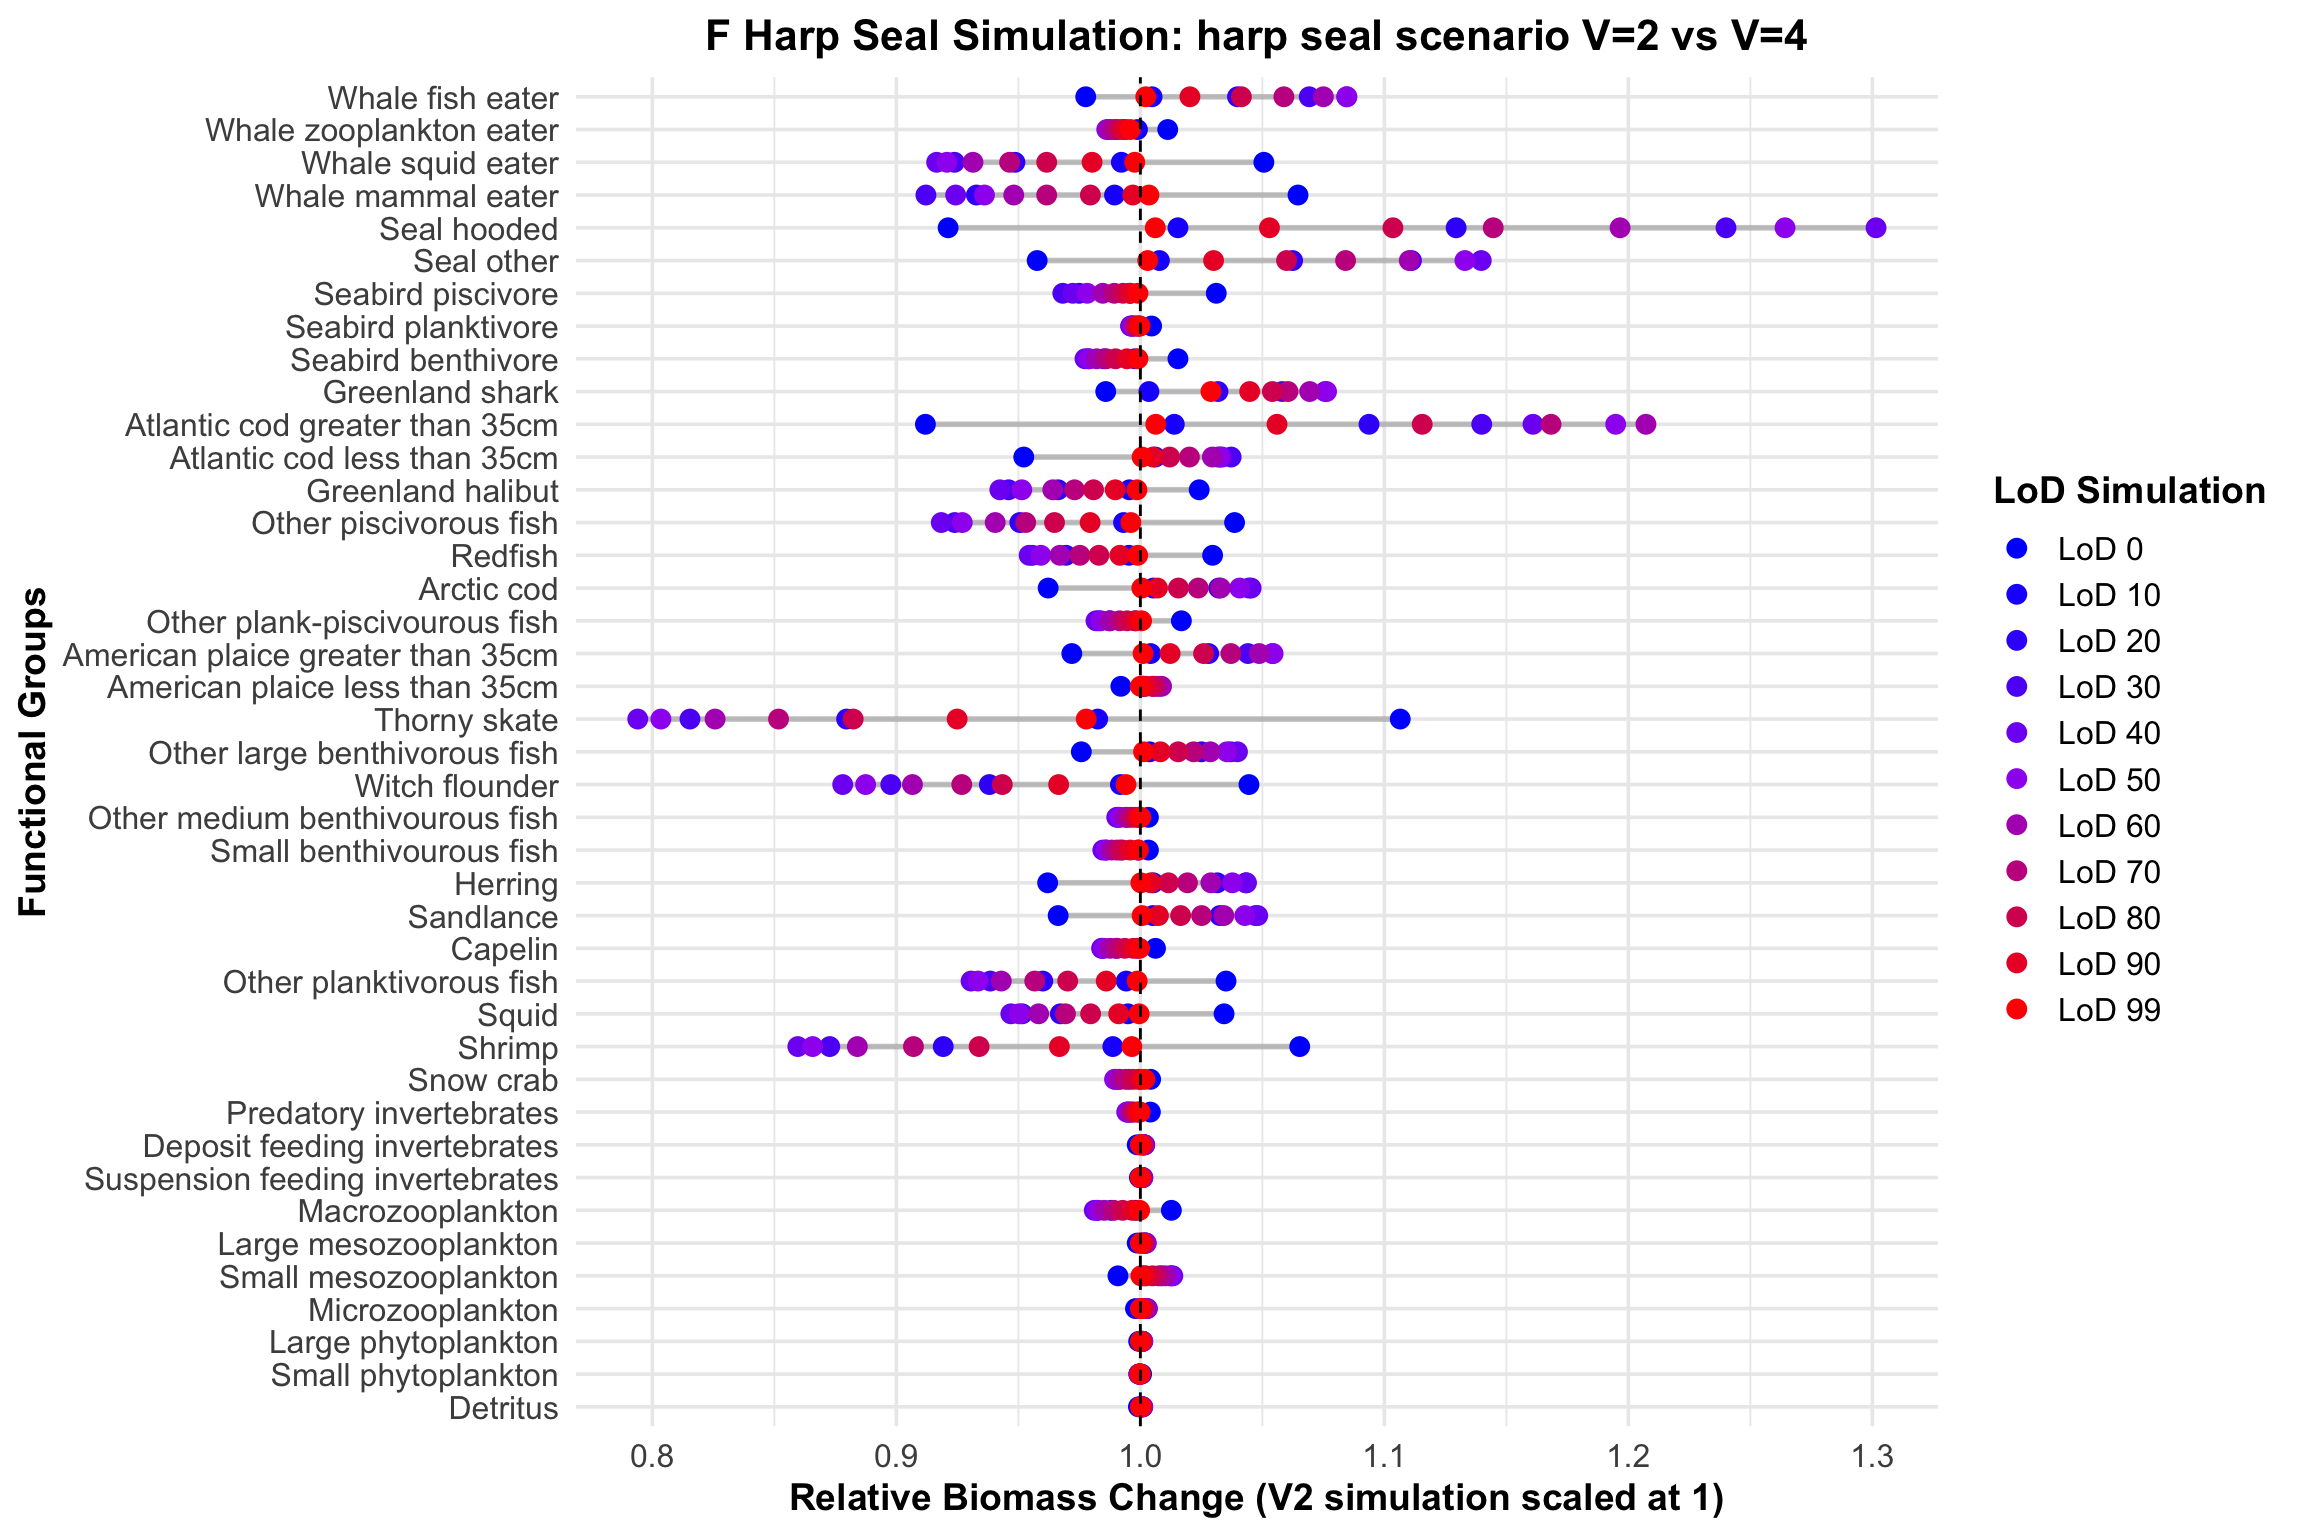 F Harp Seal Simulation: harp seal scenario V=2 vs V=4
Functional Groups
Whale fish eater
Whale zooplankton eater
Whale squid eater
Whale mammal eater
Seal hooded
Seal other
Seabird piscivore
Seabird planktivore
Seabird benthivore
Greenland shark
Atlantic cod greater than 35cm
Atlantic cod less than 35cm
Greenland halibut
Other piscivorous fish
Redfish
Arctic cod
Other plank-piscivourous fish
American plaice greater than 35cm
American plaice less than 35cm
Thorny skate
Other large benthivorous fish
Witch flounder
Other medium benthivourous fish
Small benthivourous fish
Herring
Sandlance
Capelin
Other planktivorous fish
Squid
Shrimp
Snow crab
Predatory invertebrates
Deposit feeding invertebrates
Suspension feeding invertebrates
Macrozooplankton
Large mesozooplankton
Small mesozooplankton
Microzooplankton
Large phytoplankton
Small phytoplankton
Detritus
0.8 0.9 1.0 1.1 1.2 1.3
Relative Biomass Change (V2 simulation scaled at 1)
LoD Simulation
LoD 0
LoD 10
LoD 20
LoD 30
LoD 40
LoD 50
LoD 60
LoD 70
LoD 80
LoD 90
LoD 99